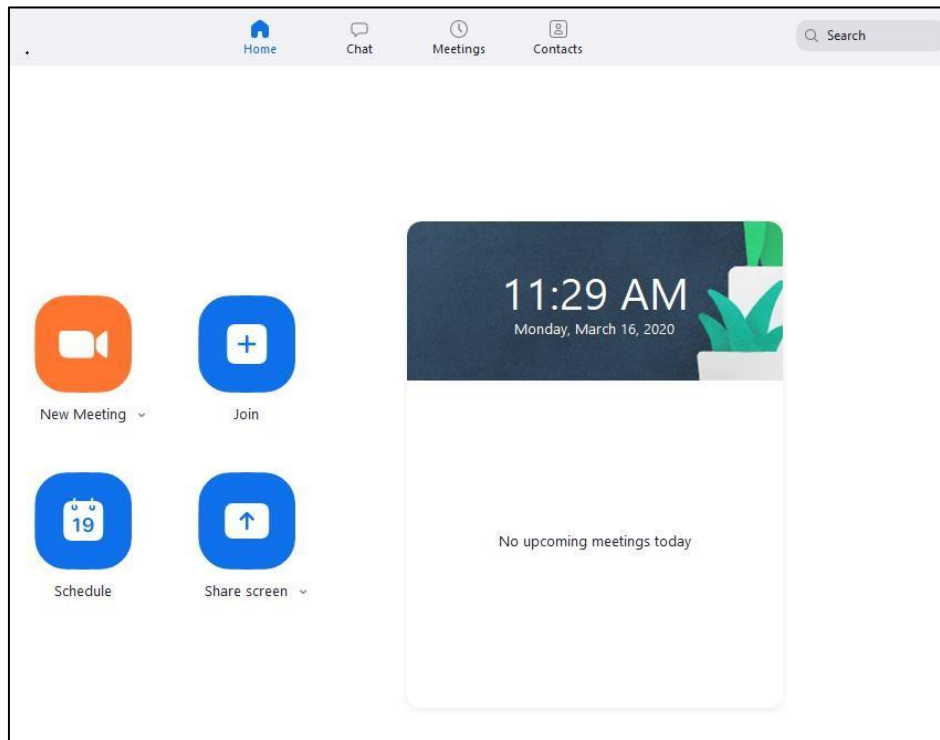 Home
Chat
Meetings
Contacts
Search
11:29 AM
Monday, March 16, 2020
New Meeting
Join
19
Schedule
Share screen
No upcoming meetings today